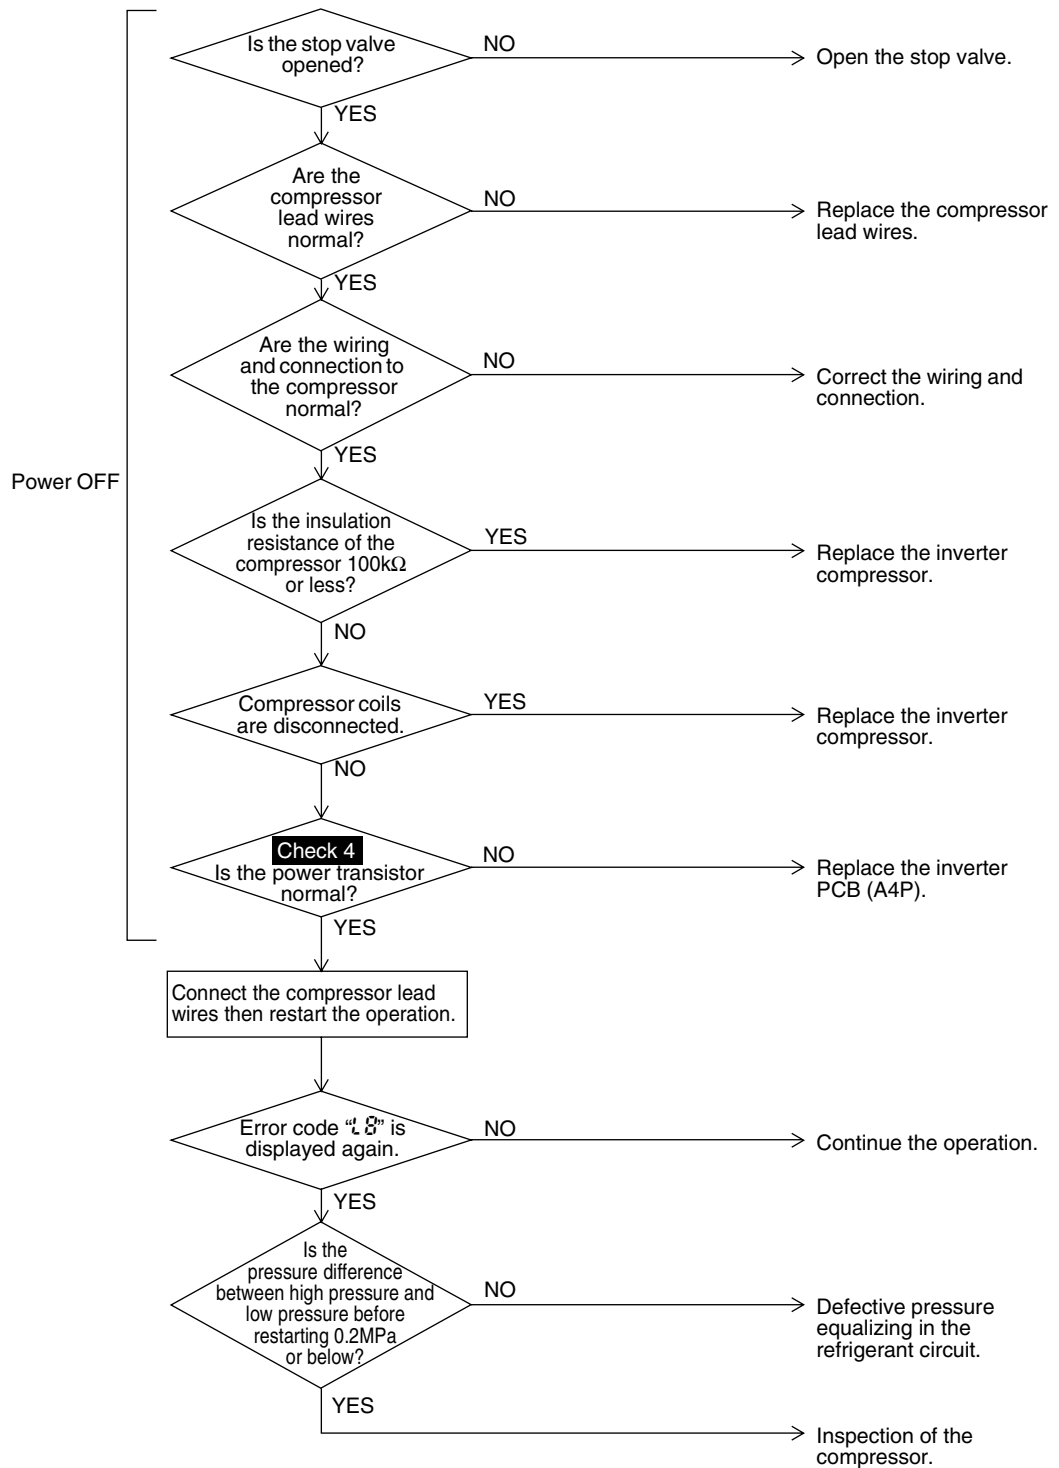 Is the stop valve
opened?
NO
Open the stop valve.
YES
Are the
compressor
lead wires
normal?
NO
Replace the compressor
lead wires.
YES
Are the wiring
and connection to
the compressor
normal?
NO
Correct the wiring and
connection.
YES
Power OFF
Is the insulation
resistance of the
compressor 100kΩ
or less?
YES
Replace the inverter
compressor.
NO
Compressor coils
are disconnected.
YES
Replace the inverter
compressor.
NO
Check 4
Is the power transistor
normal?
NO
Replace the inverter
PCB (A4P).
YES
Connect the compressor lead
wires then restart the operation.
Error code “L8” is
displayed again.
NO
Continue the operation.
YES
Is the
pressure difference
between high pressure and
low pressure before
restarting 0.2MPa
or below?
NO
Defective pressure
equalizing in the
refrigerant circuit.
YES
Inspection of the
compressor.